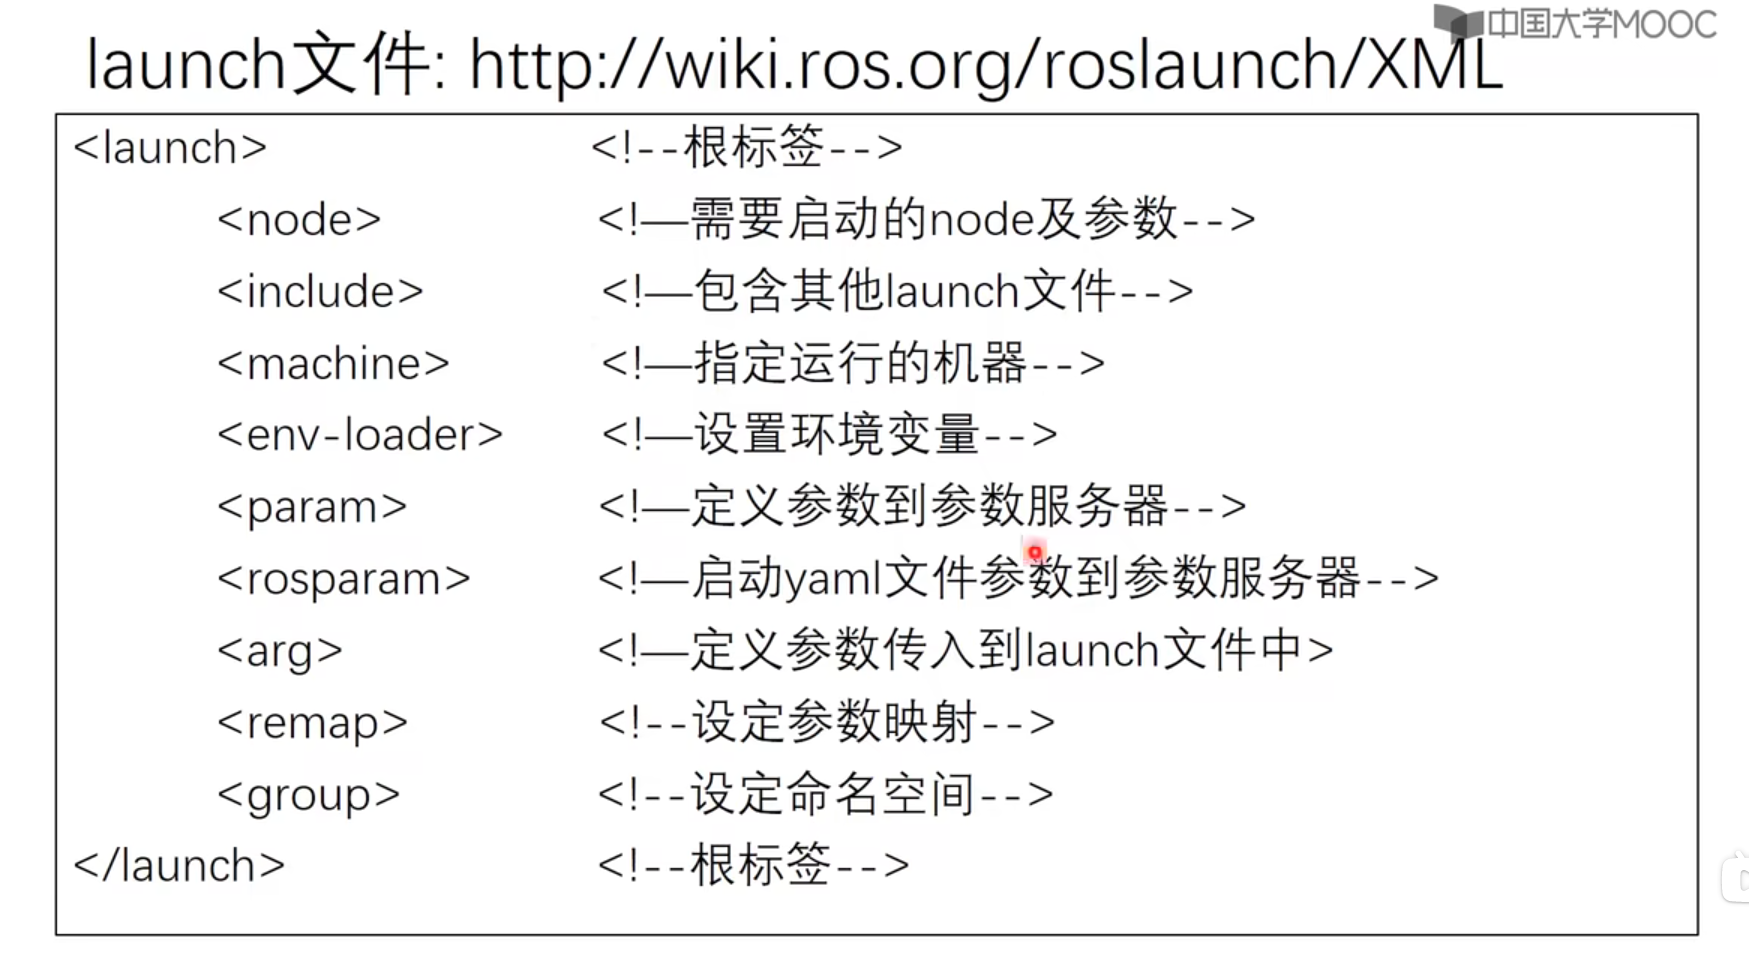 中国大学MOOC
launch文件: http://wiki.ros.org/roslaunch/XML
<launch> <!--根标签-->
<node> <!—需要启动的node及参数-->
<include> <!—包含其他launch文件-->
<machine> <!—指定运行的机器-->
<env-loader> <!—设置环境变量-->
<param> <!—定义参数到参数服务器-->
<rosparam> <!—启动yaml文件参数到参数服务器-->
<arg> <!—定义参数传入到launch文件中>
<remap> <!--设定参数映射-->
<group> <!--设定命名空间-->
</launch> <!--根标签-->